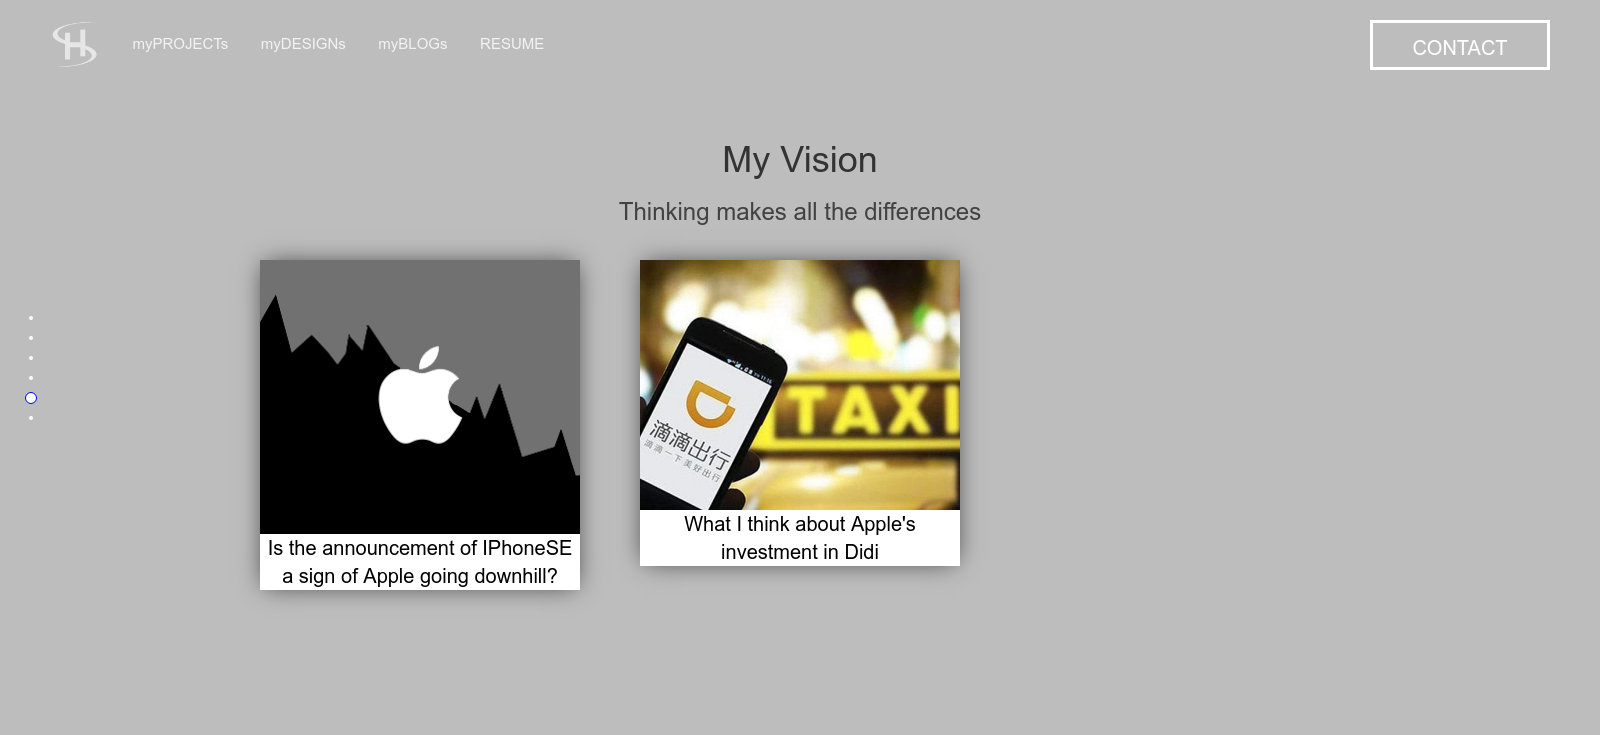 myPROJECTs
myDESIGNs
myBLOGs
RESUME
CONTACT
My Vision
Thinking makes all the differences
TAXI
滴滴出行
滴滴一下 美好出行
Is the announcement of IPhoneSE
a sign of Apple going downhill?
What I think about Apple's
investment in Didi